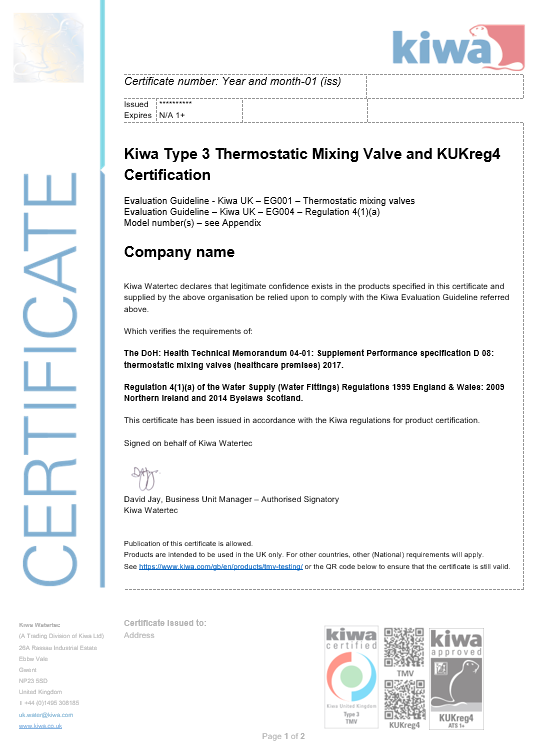 kiwa
CERTIFICATE
Certificate number: Year and month-01 (iss)
Issued **********
Expires N/A 1+
Kiwa Type 3 Thermostatic Mixing Valve and KUKreg4
Certification
Evaluation Guideline - Kiwa UK – EG001 – Thermostatic mixing valves
Evaluation Guideline – Kiwa UK – EG004 – Regulation 4(1)(a)
Model number(s) – see Appendix
Company name
Kiwa Watertec declares that legitimate confidence exists in the products specified in this certificate and
supplied by the above organisation be relied upon to comply with the Kiwa Evaluation Guideline referred
above.
Which verifies the requirements of:
The DoH: Health Technical Memorandum 04-01: Supplement Performance specification D 08:
thermostatic mixing valves (healthcare premises) 2017.
Regulation 4(1)(a) of the Water Supply (Water Fittings) Regulations 1999 England & Wales: 2009
Northern Ireland and 2014 Byelaws Scotland.
This certificate has been issued in accordance with the Kiwa regulations for product certification.
Signed on behalf of Kiwa Watertec
David Jay, Business Unit Manager – Authorised Signatory
Kiwa Watertec
Publication of this certificate is allowed.
Products are intended to be used in the UK only. For other countries, other (National) requirements will apply.
See https://www.kiwa.com/gb/en/products/tmv-testing/ or the QR code below to ensure that the certificate is still valid.
Kiwa Watertec
(A Trading Division of Kiwa Ltd)
26A Rassau Industrial Estate
Ebbw Vale
Gwent
NP23 5SD
United Kingdom
t: +44 (0)1495 308185
uk.water@kiwa.com
www.kiwa.co.uk
Certificate Issued to:
Address
kiwa
certified
Kiwa United Kingdom
Type 3
TMV
TMV
KUKreg4
kiwa
approved
KUKreg4
ATS 1+
Page 1 of 2